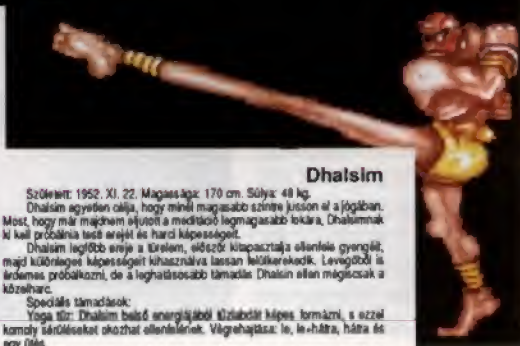 Dhalsim
Született: 1952. XI. 22. Magassága: 170 cm. Súlya: 48 kg.
Dhalsim egyetlen célja, hogy minél magasabb szintre jusson el a jógában.
Most, hogy már majdnem eljutott a meditáció legmagasabb fokára, Dhalsimnak
ki kell próbálnia testi erejét és harci képességeit.
Dhalsim legfőbb ereje a türelem, először kitapasztalja ellenfele gyengéit,
majd különleges képességeit kihasználva lassan felülkerekedik. Levegőből is
érdemes próbálkozni, de a leghatásosabb támadás Dhalsin ellen mégiscsak a
közelharc.
Speciális támadások:
Yoga tűz: Dhalsim belső energiájából tűzlabdát képes formázni, s ezzel
komoly sérüléseket okozhat ellenfelének. Végrehajtása: le, le+hátra, hátra és
egy ütés.